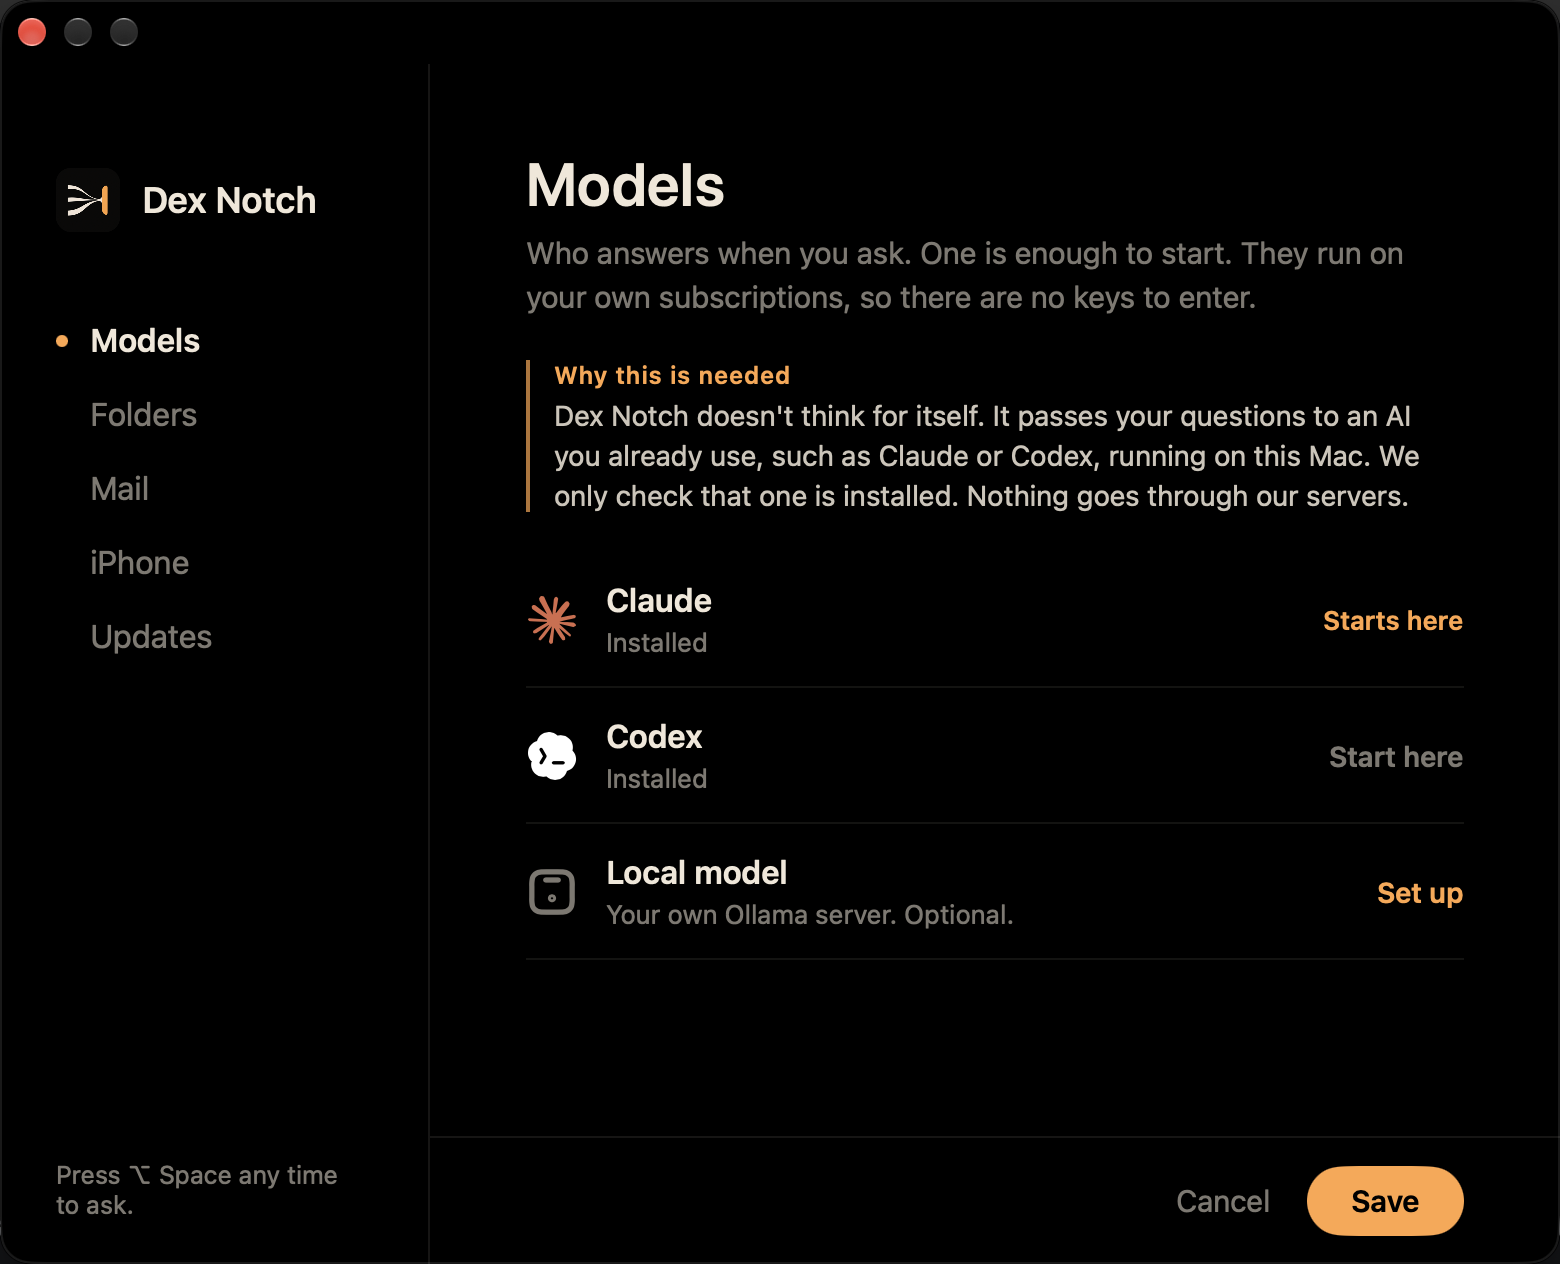 Dex Notch
Models
Folders
Mail
iPhone
Updates
Press ⌥ Space any time
to ask.
Models
Who answers when you ask. One is enough to start. They run on
your own subscriptions, so there are no keys to enter.
Why this is needed
Dex Notch doesn't think for itself. It passes your questions to an AI
you already use, such as Claude or Codex, running on this Mac. We
only check that one is installed. Nothing goes through our servers.
Claude
Installed
Starts here
Codex
Installed
Start here
Local model
Your own Ollama server. Optional.
Set up
Cancel
Save